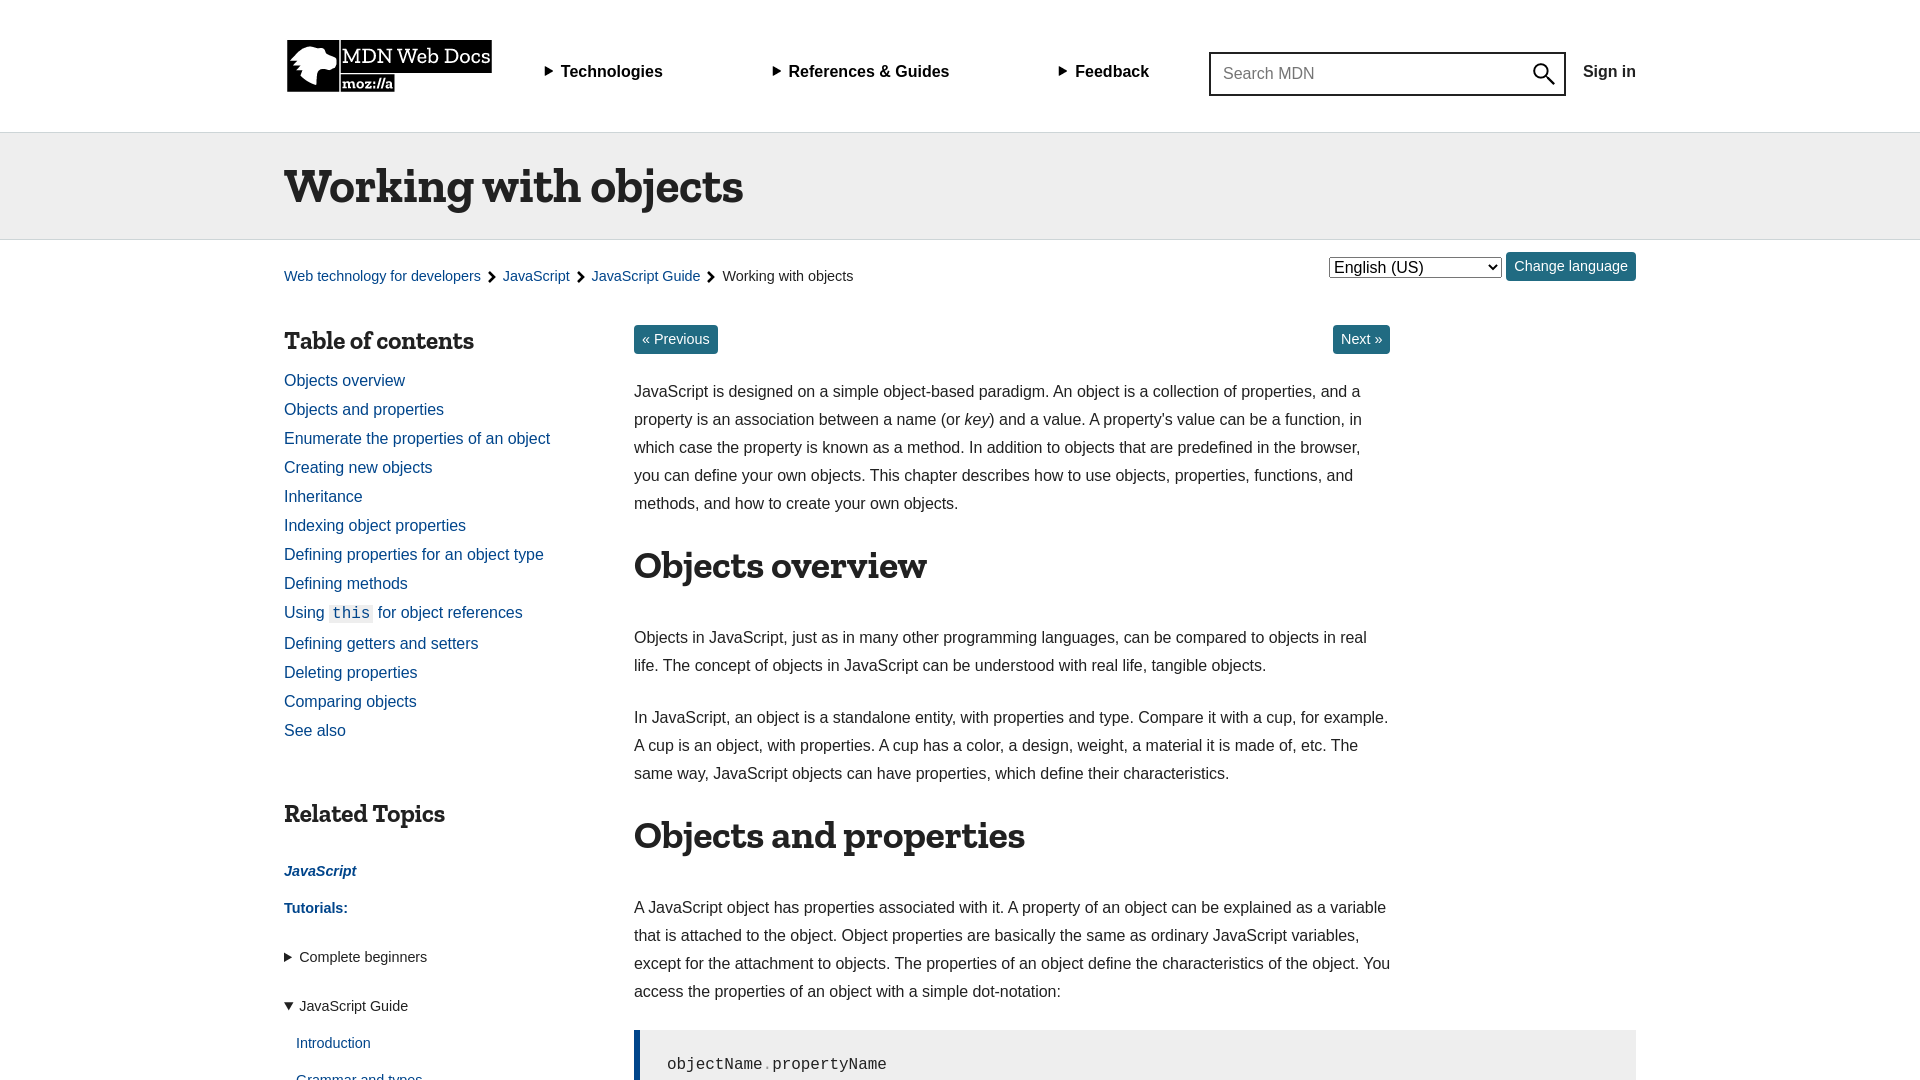 MDN Web Docs
moz://a
Technologies
References & Guides
Feedback
Search MDN
Sign in
Working with objects
Web technology for developers
JavaScript
JavaScript Guide
Working with objects
English (US)
Change language
Table of contents
Objects overview
Objects and properties
Enumerate the properties of an object
Creating new objects
Inheritance
Indexing object properties
Defining properties for an object type
Defining methods
Using this for object references
Defining getters and setters
Deleting properties
Comparing objects
See also
Related Topics
JavaScript
Tutorials:
Complete beginners
JavaScript Guide
Introduction
Grammar and types
« Previous
Next »
JavaScript is designed on a simple object-based paradigm. An object is a collection of properties, and a
property is an association between a name (or key) and a value. A property's value can be a function, in
which case the property is known as a method. In addition to objects that are predefined in the browser,
you can define your own objects. This chapter describes how to use objects, properties, functions, and
methods, and how to create your own objects.
Objects overview
Objects in JavaScript, just as in many other programming languages, can be compared to objects in real
life. The concept of objects in JavaScript can be understood with real life, tangible objects.
In JavaScript, an object is a standalone entity, with properties and type. Compare it with a cup, for example.
A cup is an object, with properties. A cup has a color, a design, weight, a material it is made of, etc. The
same way, JavaScript objects can have properties, which define their characteristics.
Objects and properties
A JavaScript object has properties associated with it. A property of an object can be explained as a variable
that is attached to the object. Object properties are basically the same as ordinary JavaScript variables,
except for the attachment to objects. The properties of an object define the characteristics of the object. You
access the properties of an object with a simple dot-notation:
objectName.propertyName